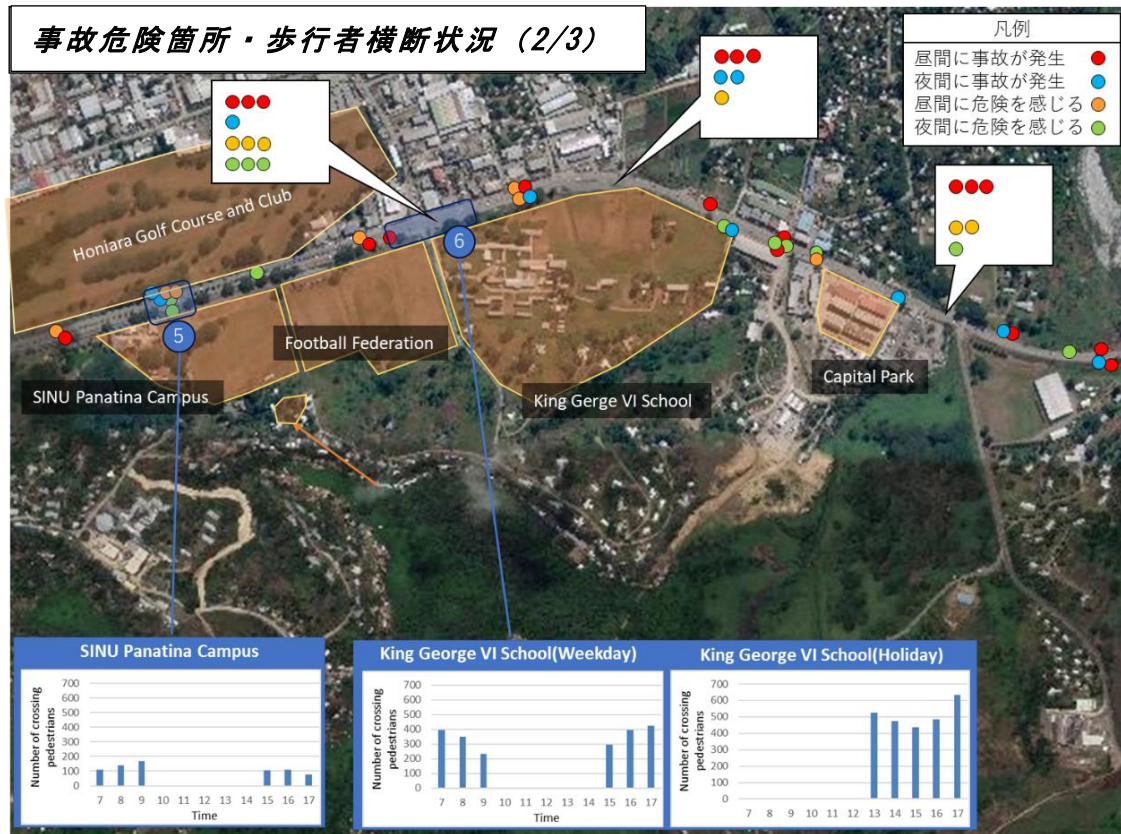 事故危険箇所・歩行者横断状況 (2/3)
凡例
昼間に事故が発生
夜間に事故が発生
昼間に危険を感じる
夜間に危険を感じる
Honiara Golf Course and Club
6
5
Football Federation
SINU Panatina Campus
King Gerge VI School
Capital Park
SINU Panatina Campus
Number of crossing
pedestrians
700
600
500
400
300
200
100
0
7 8 9 10 11 12 13 14 15 16 17
Time
King George VI School(Weekday)
Number of crossing
pedestrians
700
600
500
400
300
200
100
0
7 8 9 10 11 12 13 14 15 16 17
Time
King George VI School(Holiday)
Number of crossing
pedestrians
700
600
500
400
300
200
100
0
7 8 9 10 11 12 13 14 15 16 17